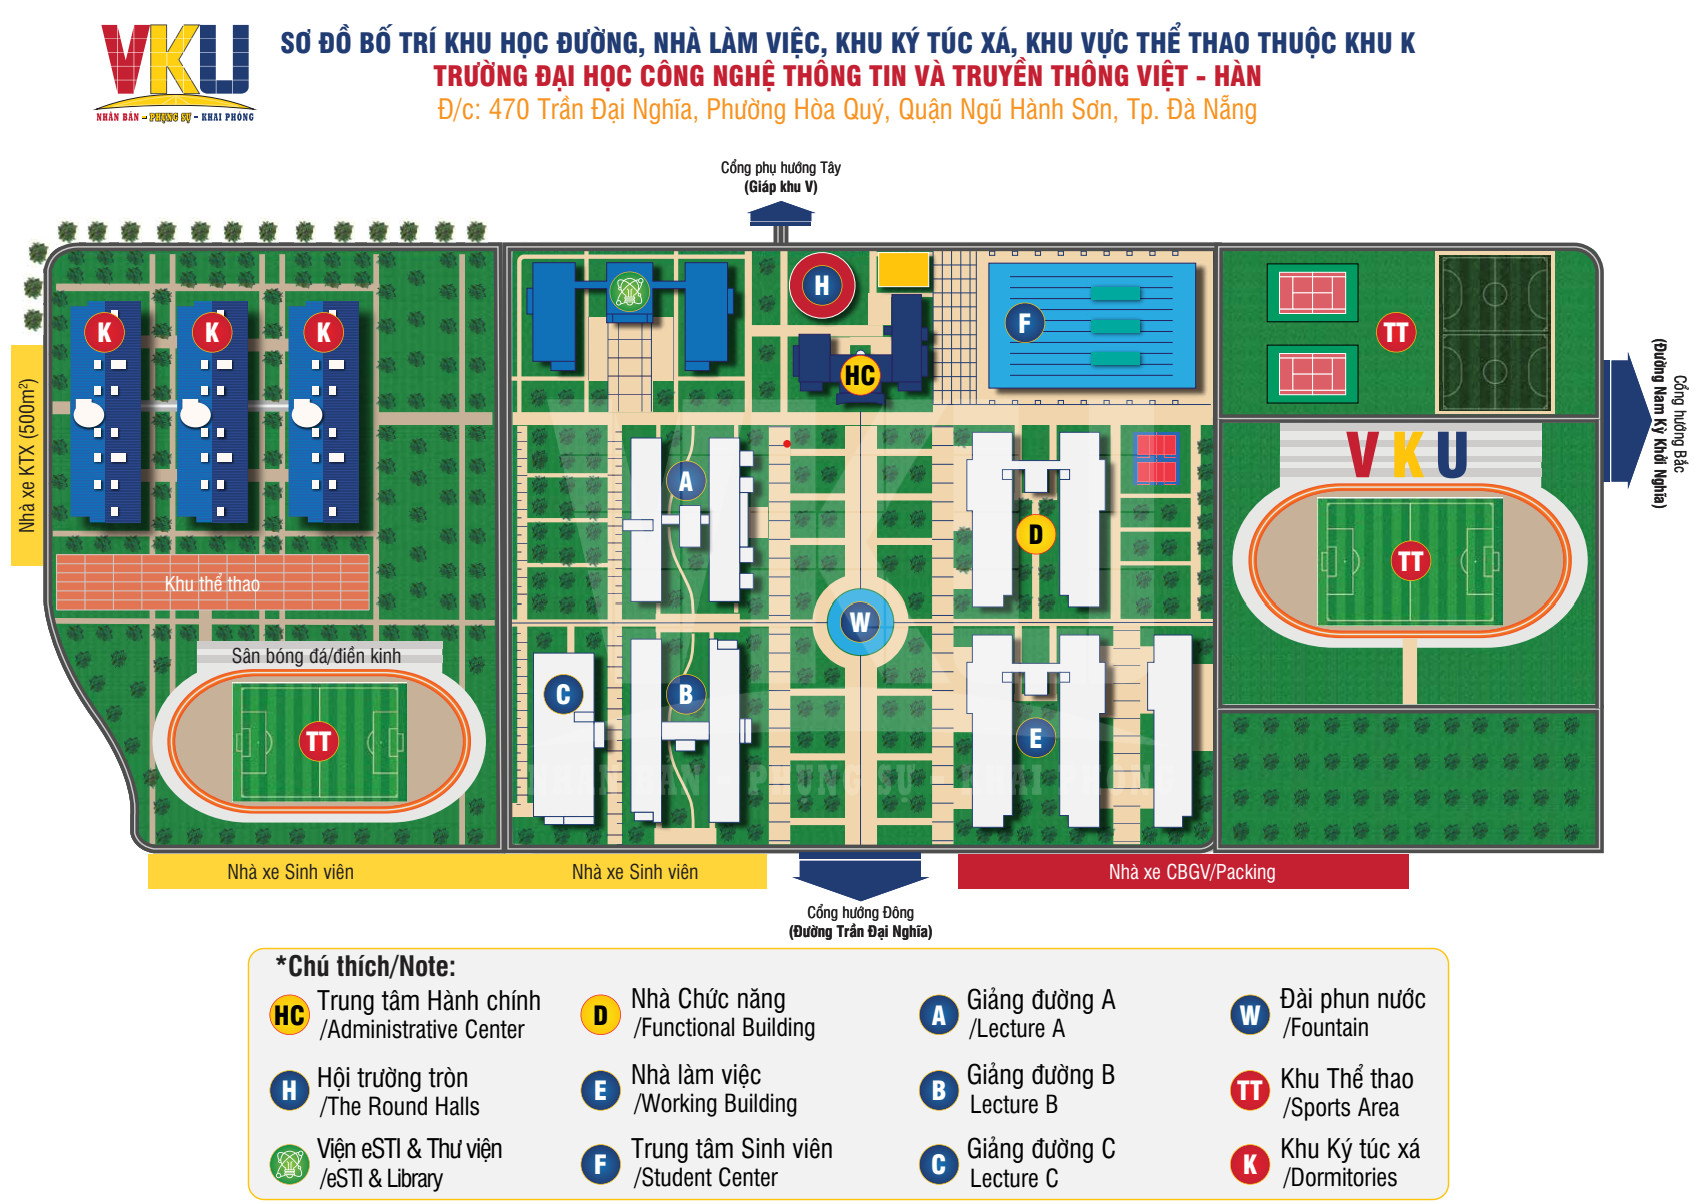 VKU
NHÂN BẢN - PHỤNG SỰ - KHAI PHÓNG
SƠ ĐỒ BỐ TRÍ KHU HỌC ĐƯỜNG, NHÀ LÀM VIỆC, KHU KÝ TÚC XÁ, KHU VỰC THỂ THAO THUỘC KHU K
TRƯỜNG ĐẠI HỌC CÔNG NGHỆ THÔNG TIN VÀ TRUYỀN THÔNG VIỆT - HÀN
Đ/c: 470 Trần Đại Nghĩa, Phường Hòa Quý, Quận Ngũ Hành Sơn, Tp. Đà Nẵng
Cổng phụ hướng Tây
(Giáp khu V)
K
K
K
H
F
TT
HC
Nhà xe KTX (500m²)
Cổng hướng Bắc
(Đường Nam Kỳ Khởi Nghĩa)
VKU
A
D
TT
Khu thể thao
W
Sân bóng đá/điền kinh
C
B
E
TT
VKU
NHÂN BẢN - PHỤNG SỰ - KHAI PHÓNG
Nhà xe Sinh viên
Nhà xe Sinh viên
Nhà xe CBGV/Packing
Cổng hướng Đông
(Đường Trần Đại Nghĩa)
*Chú thích/Note:
HC Trung tâm Hành chính
/Administrative Center
H Hội trường tròn
/The Round Halls
Viện eSTI & Thư viện
/eSTI & Library
D Nhà Chức năng
/Functional Building
E Nhà làm việc
/Working Building
F Trung tâm Sinh viên
/Student Center
A Giảng đường A
/Lecture A
B Giảng đường B
Lecture B
C Giảng đường C
Lecture C
W Đài phun nước
/Fountain
TT Khu Thể thao
/Sports Area
K Khu Ký túc xá
/Dormitories